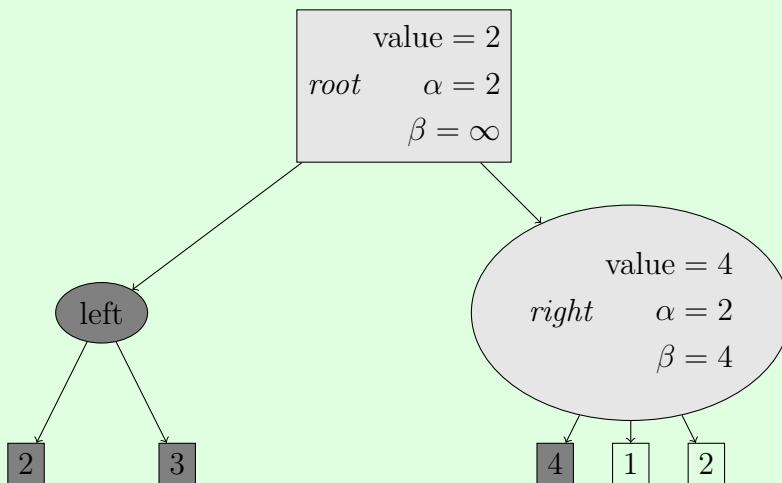 value = 2
root α = 2
β = ∞
left
value = 4
right α = 2
β = 4
2 3 4 1 2